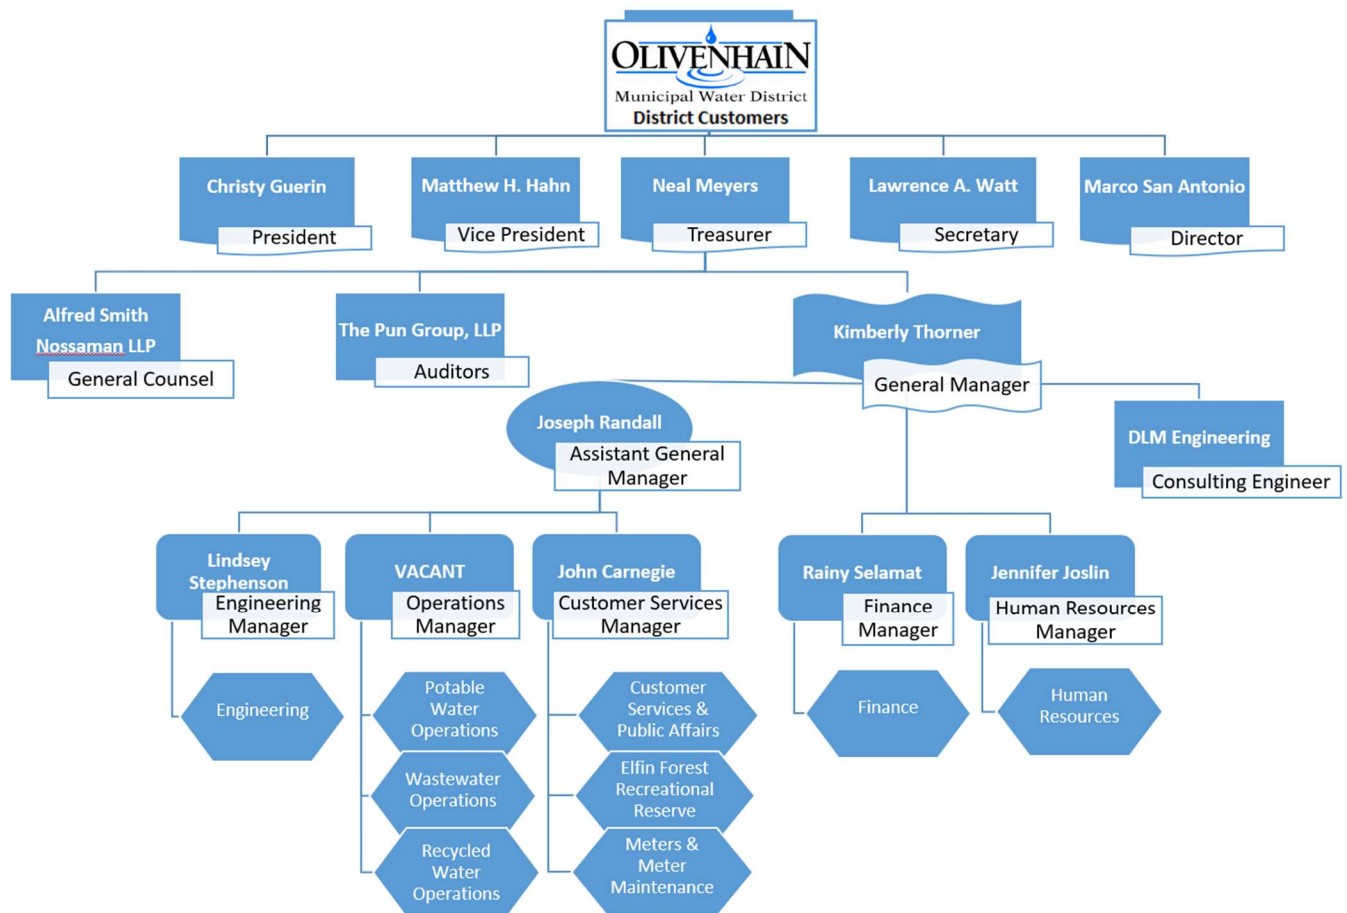 OLIVENHAIN
Municipal Water District
District Customers
Christy Guerin
President
Matthew H. Hahn
Vice President
Neal Meyers
Treasurer
Lawrence A. Watt
Secretary
Marco San Antonio
Director
Alfred Smith
Nossaman LLP
General Counsel
The Pun Group, LLP
Auditors
Kimberly Thorner
General Manager
Joseph Randall
Assistant General
Manager
DLM Engineering
Consulting Engineer
Lindsey
Stephenson
Engineering
Manager
VACANT
Operations
Manager
John Carnegie
Customer Services
Manager
Rainy Selamat
Finance
Manager
Jennifer Joslin
Human Resources
Manager
Engineering
Potable
Water
Operations
Wastewater
Operations
Recycled
Water
Operations
Customer
Services &
Public Affairs
Elfin Forest
Recreational
Reserve
Meters &
Meter
Maintenance
Finance
Human
Resources